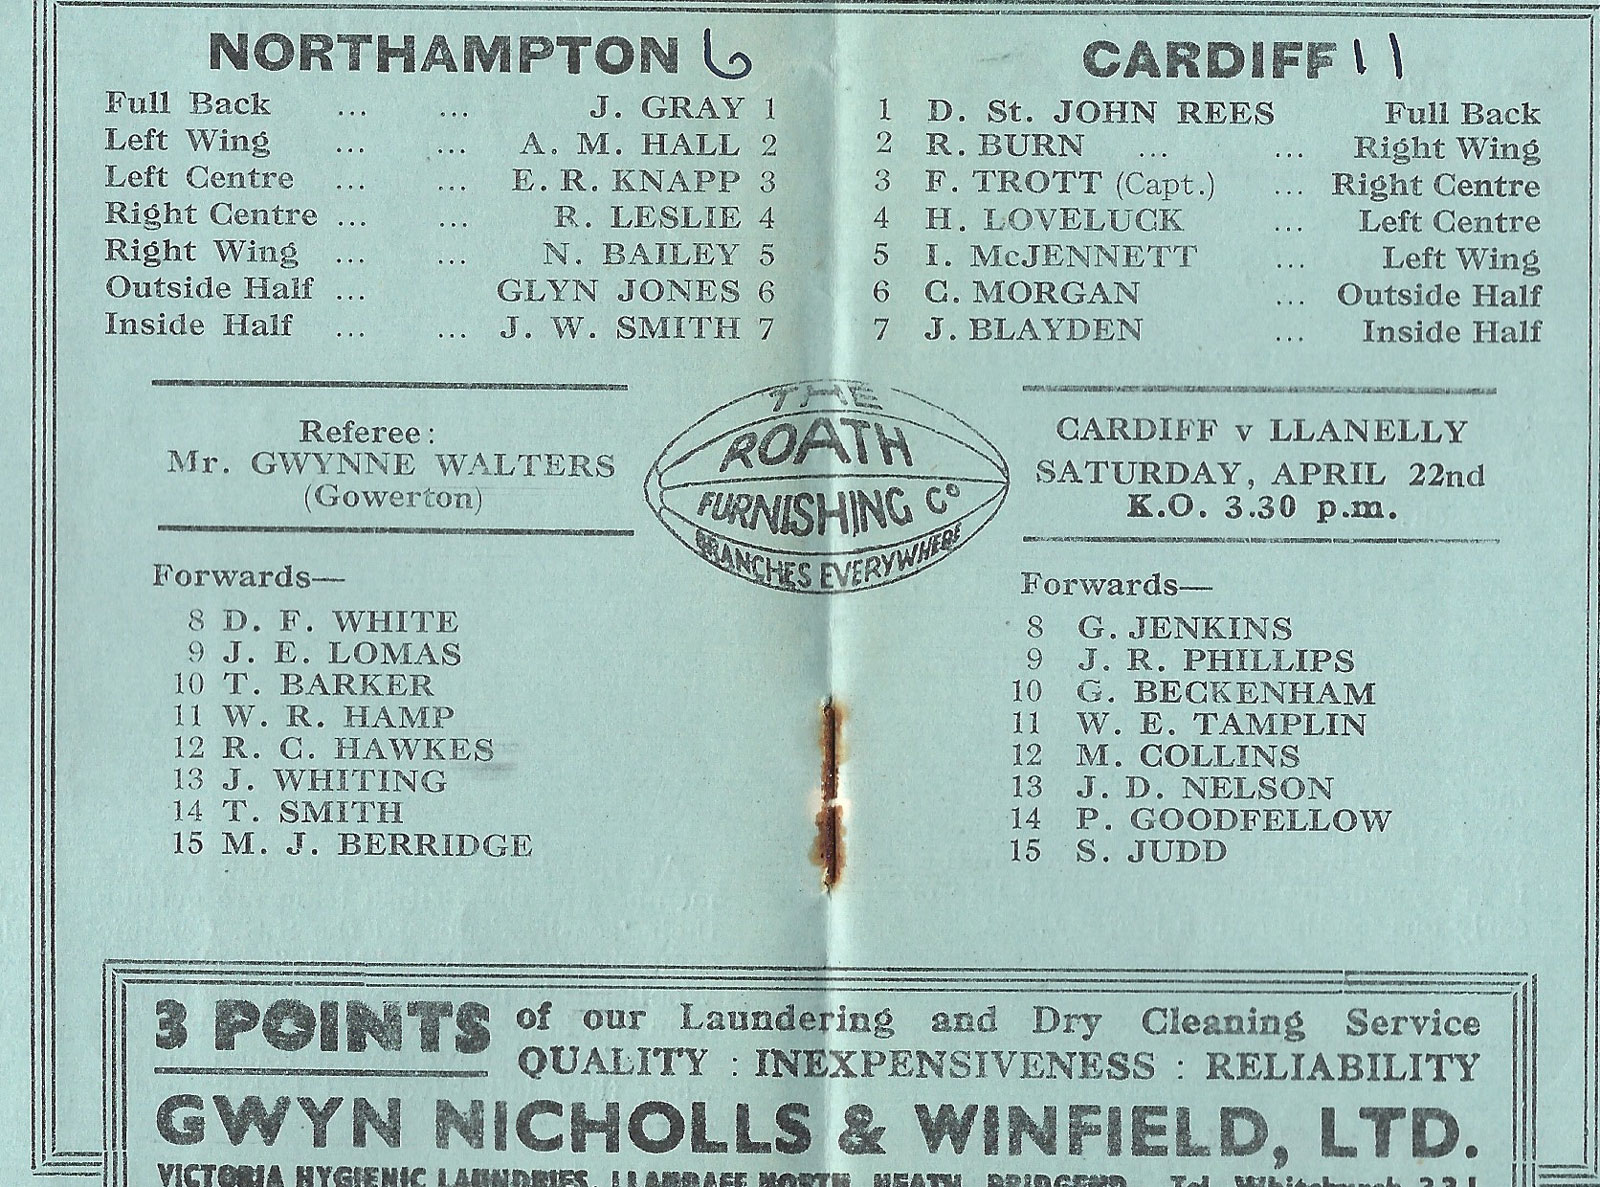 NORTHAMPTON 6
Full Back ... ... J. GRAY 1
Left Wing ... ... A. M. HALL 2
Left Centre ... ... E. R. KNAPP 3
Right Centre ... ... R. LESLIE 4
Right Wing ... ... N. BAILEY 5
Outside Half ... GLYN JONES 6
Inside Half ... ... J. W. SMITH 7
Referee:
Mr. GWYNNE WALTERS
(Gowerton)
Forwards—
8 D. F. WHITE
9 J. E. LOMAS
10 T. BARKER
11 W. R. HAMP
12 R. C. HAWKES
13 J. WHITING
14 T. SMITH
15 M. J. BERRIDGE
THE
ROATH
FURNISHING Co
BRANCHES EVERYWHERE
CARDIFF 11
1 D. St. JOHN REES Full Back
2 R. BURN ... ... Right Wing
3 F. TROTT (Capt.) ... Right Centre
4 H. LOVELUCK ... Left Centre
5 I. McJENNETT ... Left Wing
6 C. MORGAN ... Outside Half
7 J. BLAYDEN ... Inside Half
CARDIFF v LLANELLY
SATURDAY, APRIL 22nd
K.O. 3.30 p.m.
Forwards—
8 G. JENKINS
9 J. R. PHILLIPS
10 G. BECKENHAM
11 W. E. TAMPLIN
12 M. COLLINS
13 J. D. NELSON
14 P. GOODFELLOW
15 S. JUDD
3 POINTS of our Laundering and Dry Cleaning Service
QUALITY : INEXPENSIVENESS : RELIABILITY
GWYN NICHOLLS & WINFIELD, LTD.
VICTORIA HYGIENIC LAUNDRIES, LLANDAFF NORTH, NEATH, BRIDGEND. Tel. Whitchurch